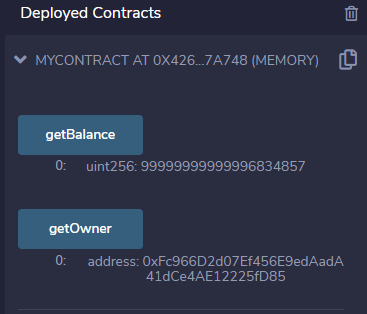 Deployed Contracts
MYCONTRACT AT 0X426...7A748 (MEMORY)
getBalance
0: uint256: 99999999999996834857
getOwner
0: address: 0xFc966D2d07Ef456E9edAadA
41dCe4AE12225fD85